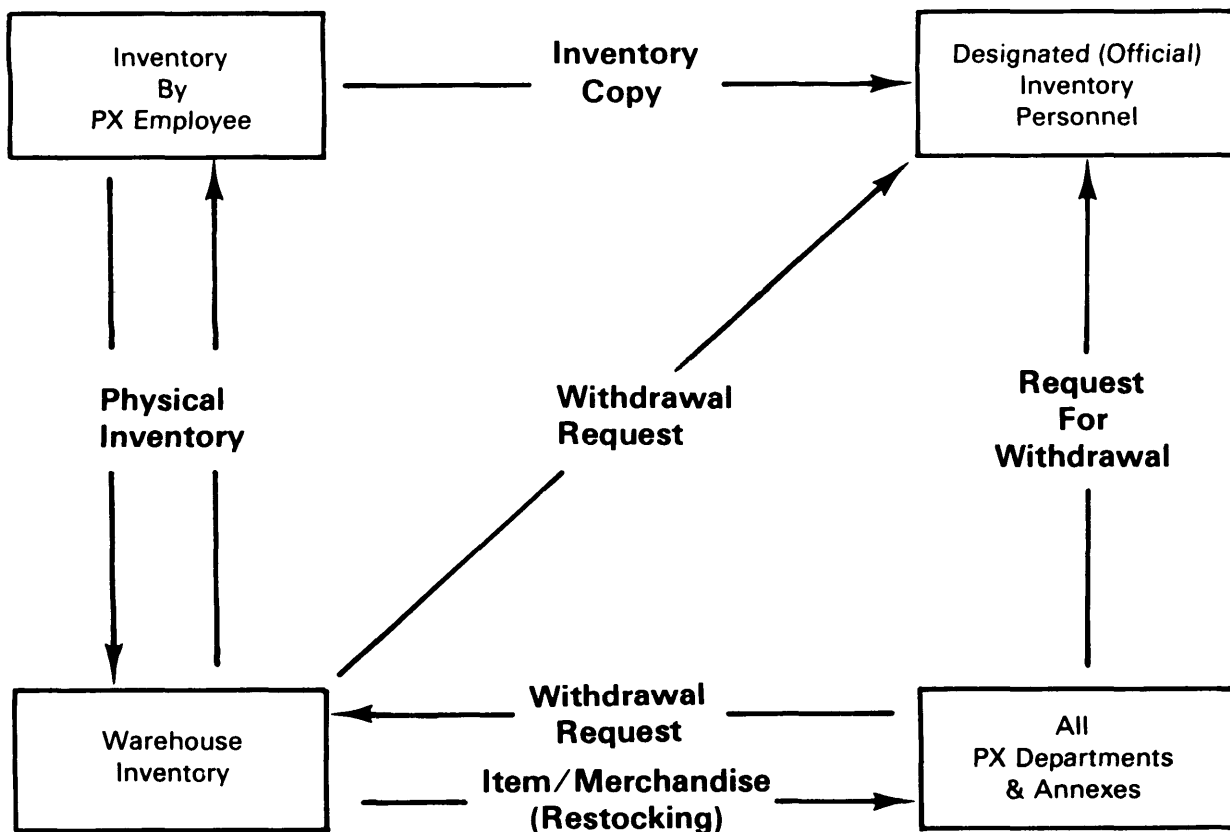 Inventory
By
PX Employee
Inventory
Copy
Designated (Official)
Inventory
Personnel
Physical
Inventory
Withdrawal
Request
Request
For
Withdrawal
Warehouse
Inventory
Withdrawal
Request
Item/Merchandise
(Restocking)
All
PX Departments
& Annexes